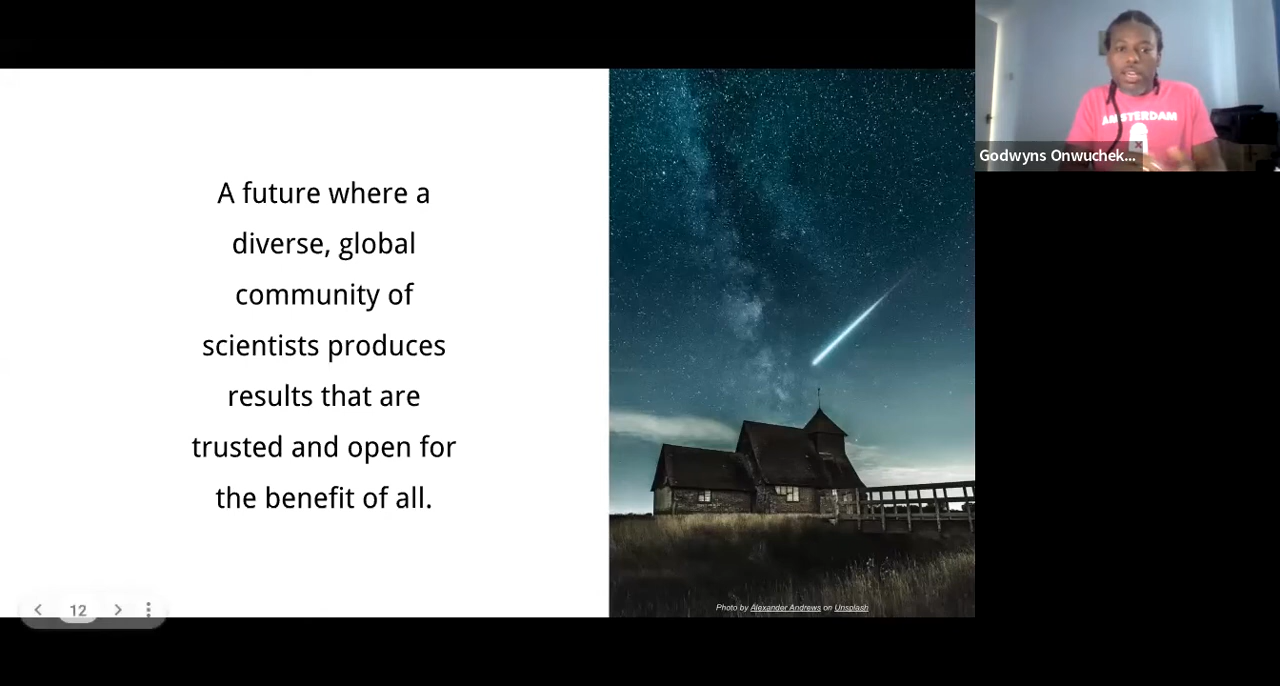 A future where a
diverse, global
community of
scientists produces
results that are
trusted and open for
the benefit of all.
Photo by Alexander Andrews on Unsplash
12
AMSTERDAM
Godwyns Onwuchek...